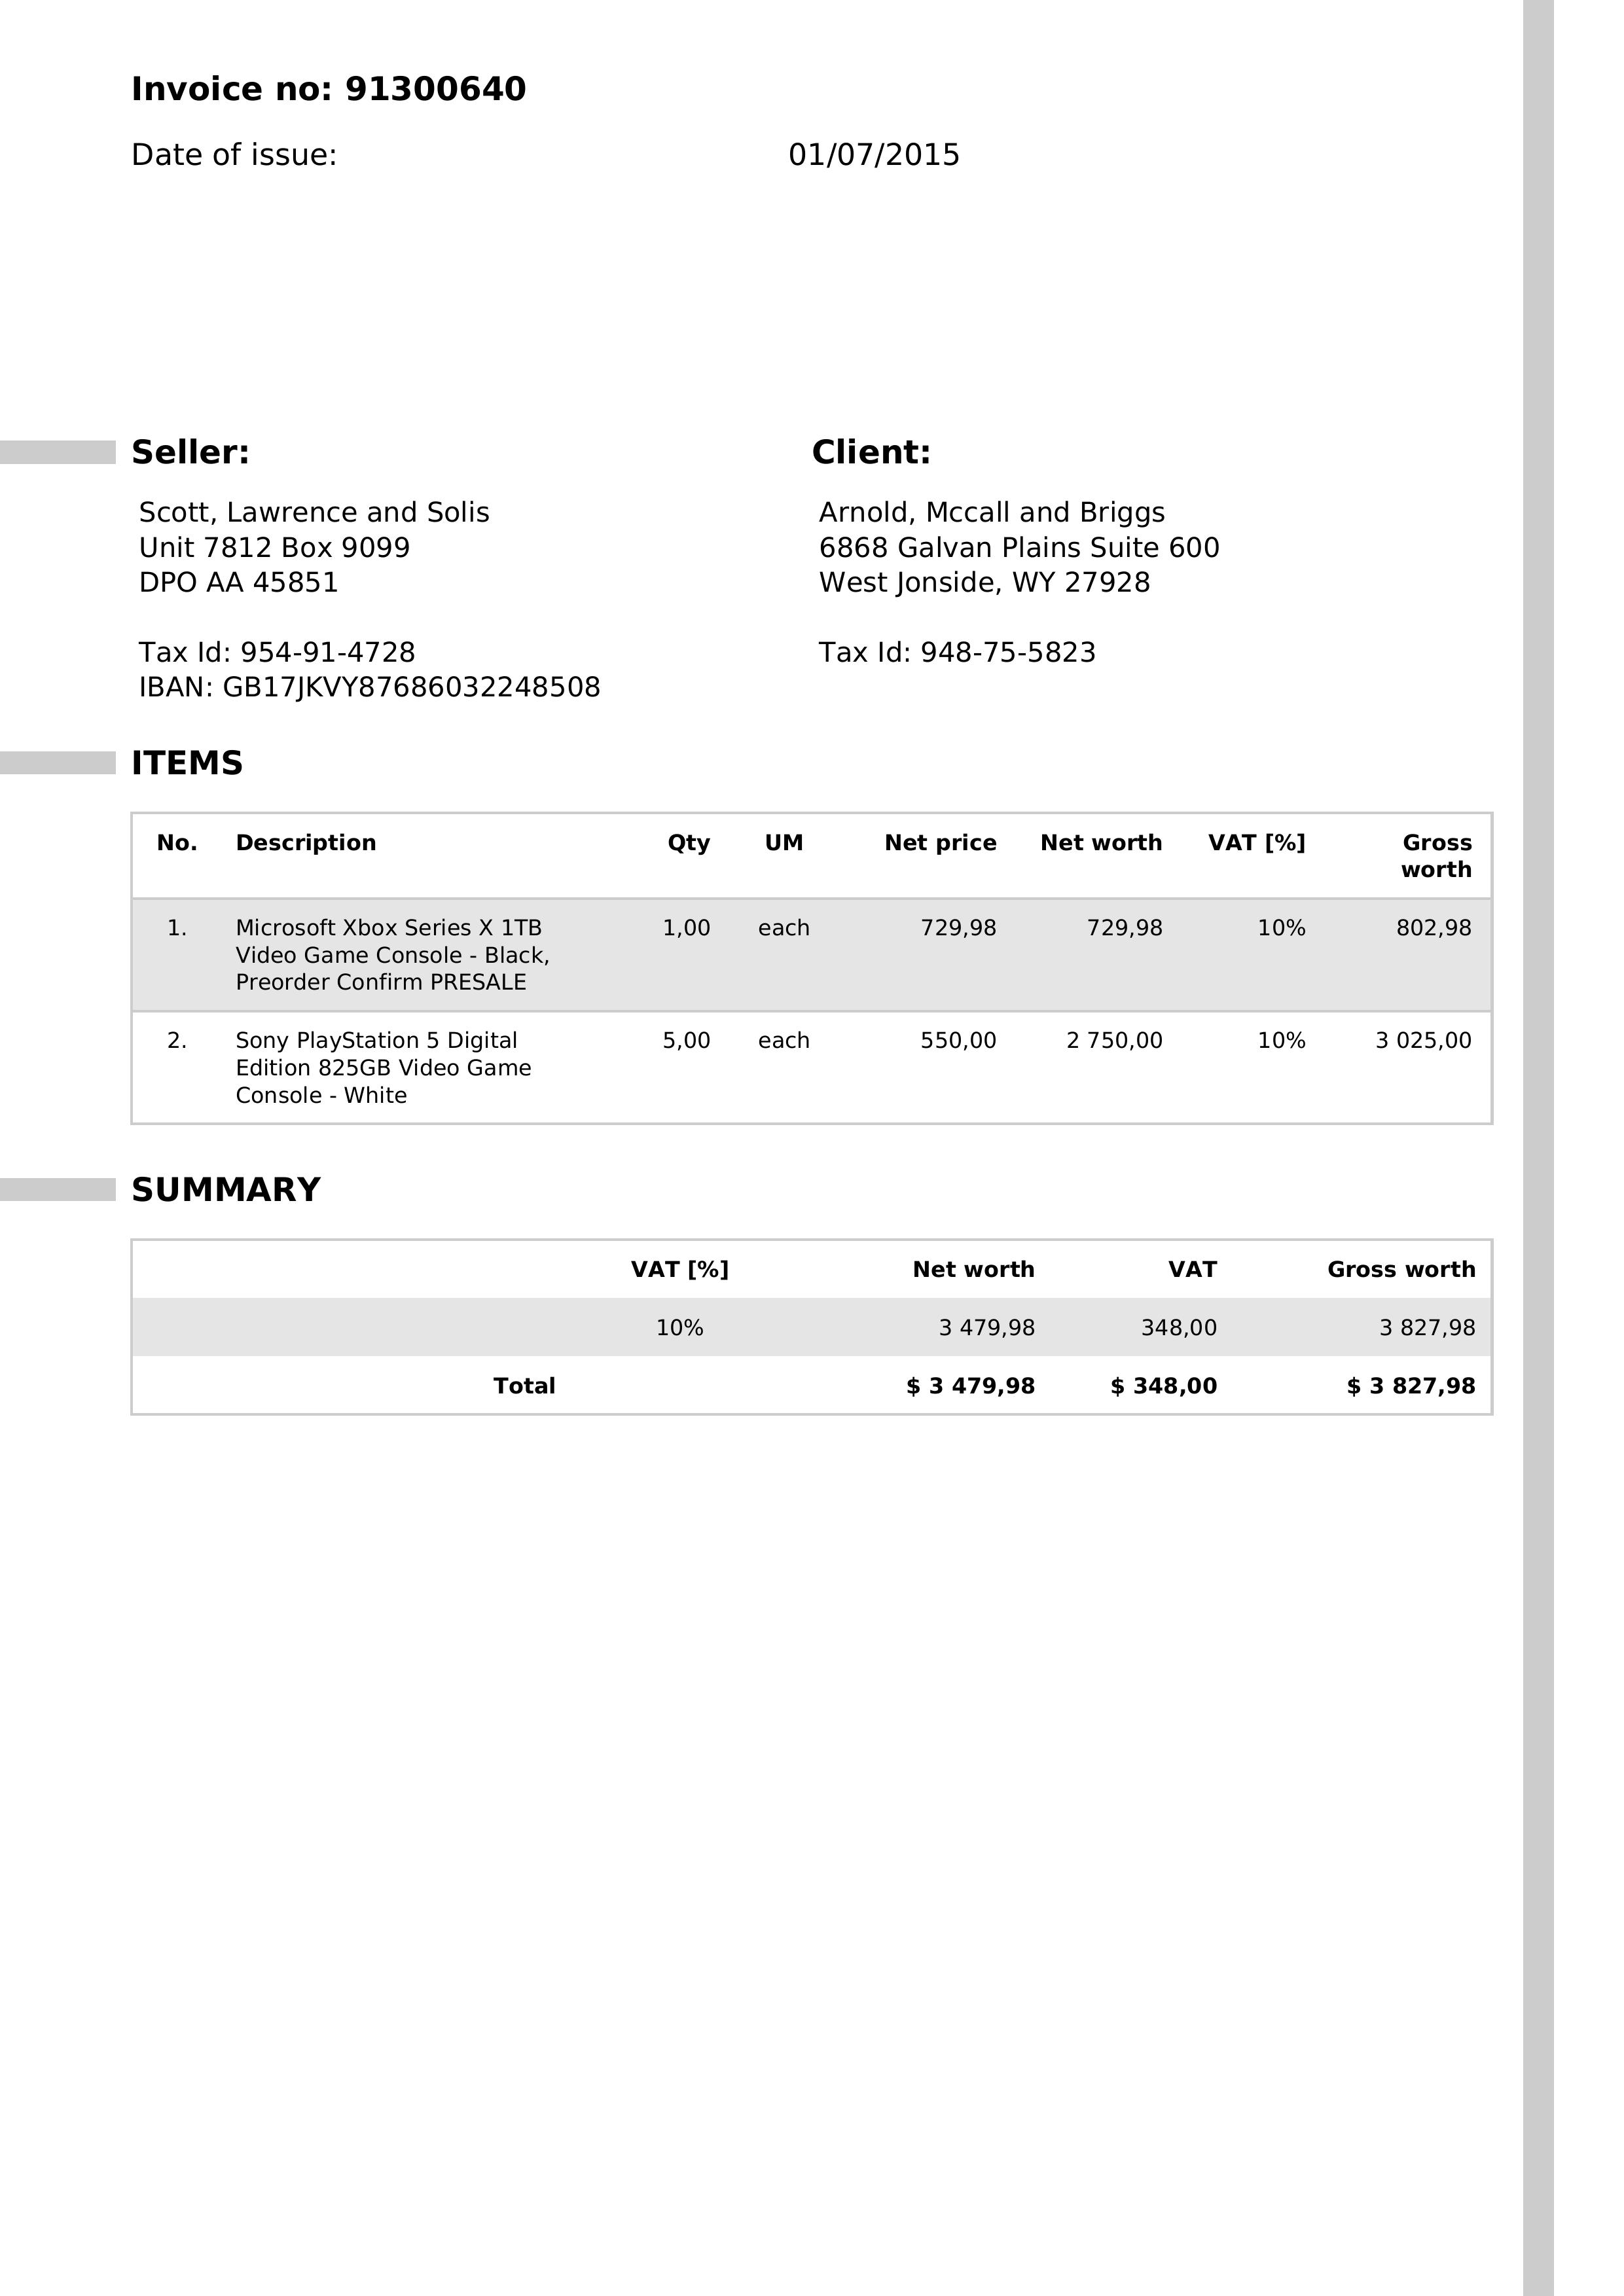 Invoice no: 91300640
Date of issue: 01/07/2015
Seller:
Scott, Lawrence and Solis
Unit 7812 Box 9099
DPO AA 45851
Tax Id: 954-91-4728
IBAN: GB17JKVY87686032248508
Client:
Arnold, Mccall and Briggs
6868 Galvan Plains Suite 600
West Jonside, WY 27928
Tax Id: 948-75-5823
ITEMS
No. Description Qty UM Net price Net worth VAT [%] Gross
worth
1. Microsoft Xbox Series X 1TB 1,00 each 729,98 729,98 10% 802,98
Video Game Console - Black,
Preorder Confirm PRESALE
2. Sony PlayStation 5 Digital 5,00 each 550,00 2 750,00 10% 3 025,00
Edition 825GB Video Game
Console - White
SUMMARY
VAT [%] Net worth VAT Gross worth
10% 3 479,98 348,00 3 827,98
Total $ 3 479,98 $ 348,00 $ 3 827,98